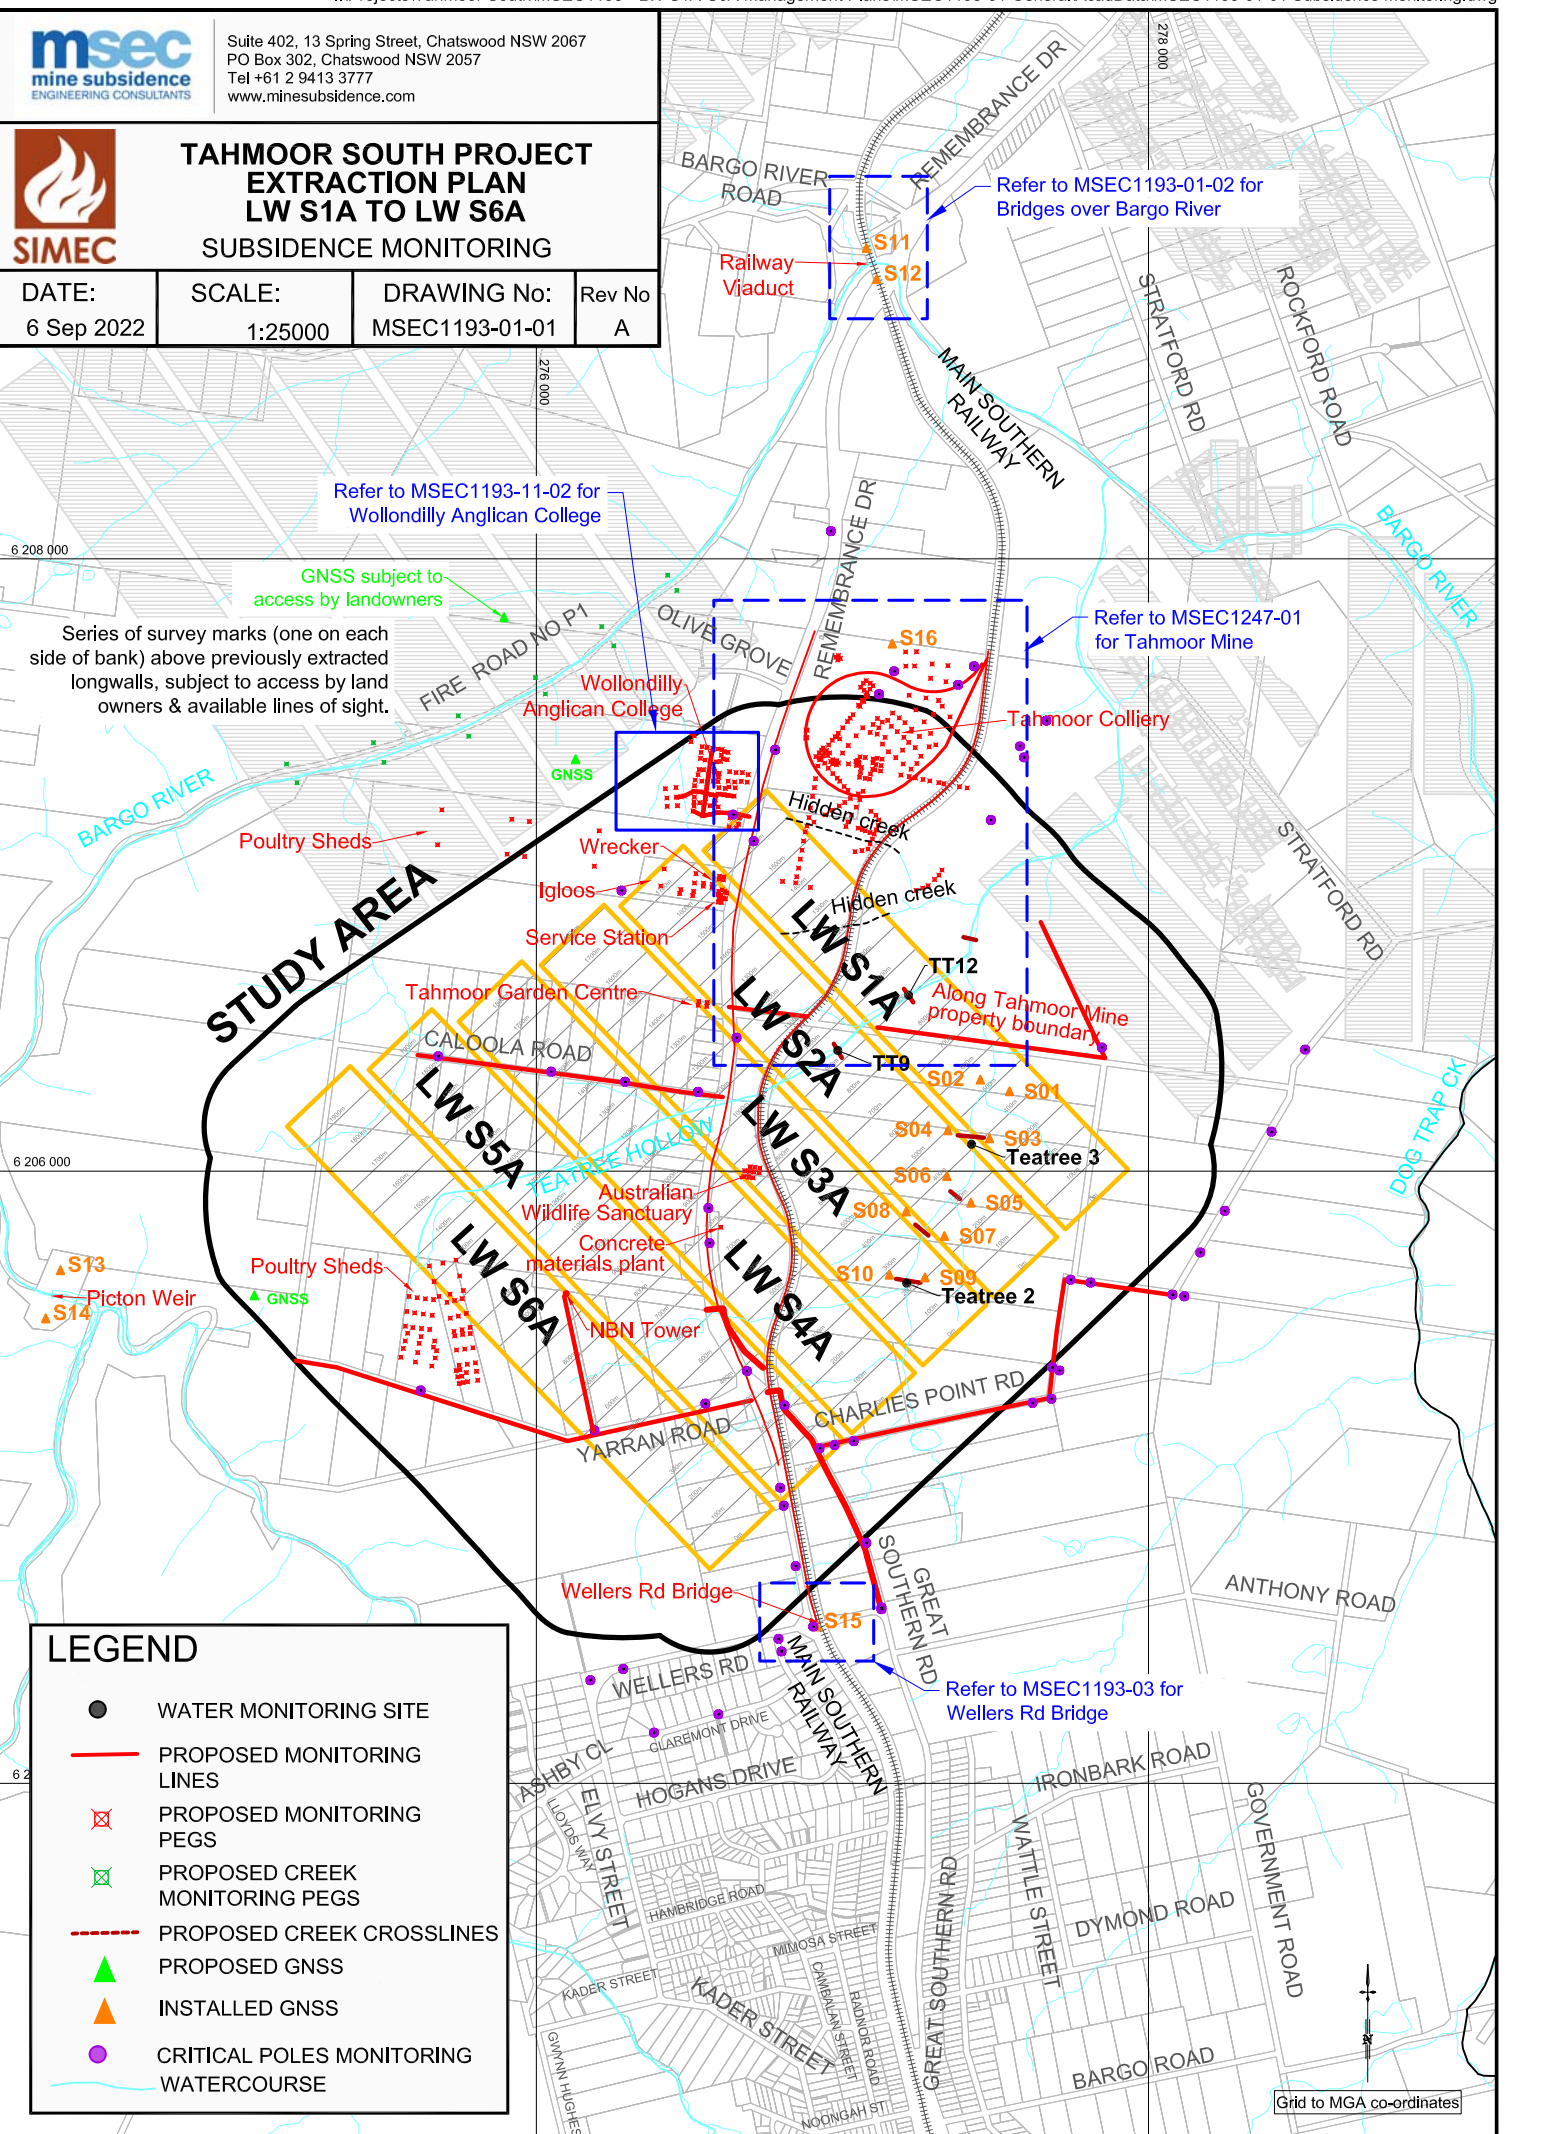 msec
mine subsidence
ENGINEERING CONSULTANTS
Suite 402, 13 Spring Street, Chatswood NSW 2067
PO Box 302, Chatswood NSW 2057
Tel +61 2 9413 3777
www.minesubsidence.com
SIMEC
TAHMOOR SOUTH PROJECT
EXTRACTION PLAN
LW S1A TO LW S6A
SUBSIDENCE MONITORING
DATE:
6 Sep 2022
SCALE:
1:25000
DRAWING No:
MSEC1193-01-01
Rev No
A
278 000
276 000
REMEMBRANCE DR
BARGO RIVER
ROAD
Refer to MSEC1193-01-02 for
Bridges over Bargo River
S11
S12
Railway
Viaduct
STRATFORD RD
ROCKFORD ROAD
MAIN SOUTHERN
RAILWAY
Refer to MSEC1193-11-02 for
Wollondilly Anglican College
REMEMBRANCE DR
BARGO RIVER
6 208 000
GNSS subject to
access by landowners
Series of survey marks (one on each
side of bank) above previously extracted
longwalls, subject to access by land
owners & available lines of sight.
FIRE ROAD NO P1
OLIVE GROVE
S16
Refer to MSEC1247-01
for Tahmoor Mine
Wollondilly
Anglican College
Tahmoor Colliery
GNSS
BARGO RIVER
Poultry Sheds
Hidden creek
Wrecker
Igloos
Hidden creek
STRATFORD RD
STUDY AREA
Service Station
LW S1A
TT12
Tahmoor Garden Centre
Along Tahmoor Mine
property boundary
LW S2A
CALOOLA ROAD
TT9
S02
S01
LW S5A
LW S3A
S04
S03
Teatree 3
DOG TRAP CK
TEATREE HOLLOW
6 206 000
S06
Australian
Wildlife Sanctuary
S05
S08
S07
Concrete
materials plant
LW S6A
LW S4A
S13
Picton Weir
S14
Poultry Sheds
GNSS
S10
S09
Teatree 2
NBN Tower
CHARLIES POINT RD
YARRAN ROAD
GREAT
SOUTHERN RD
ANTHONY ROAD
Wellers Rd Bridge
S15
WELLERS RD
MAIN SOUTHERN
RAILWAY
Refer to MSEC1193-03 for
Wellers Rd Bridge
CLAREMONT DRIVE
ASHBY CL
HOGANS DRIVE
IRONBARK ROAD
LLOYDS WAY
ELVY STREET
WATTLE STREET
GOVERNMENT ROAD
HAMBRIDGE ROAD
GREAT SOUTHERN RD
DYMOND ROAD
MIMOSA STREET
KADER STREET
KADER STREET
CAMBALAN STREET
RADNOR ROAD
GWYNN HUGHES
BARGO ROAD
NOONGAH ST
N
Grid to MGA co-ordinates
LEGEND
WATER MONITORING SITE
PROPOSED MONITORING
LINES
PROPOSED MONITORING
PEGS
PROPOSED CREEK
MONITORING PEGS
PROPOSED CREEK CROSSLINES
PROPOSED GNSS
INSTALLED GNSS
CRITICAL POLES MONITORING
WATERCOURSE